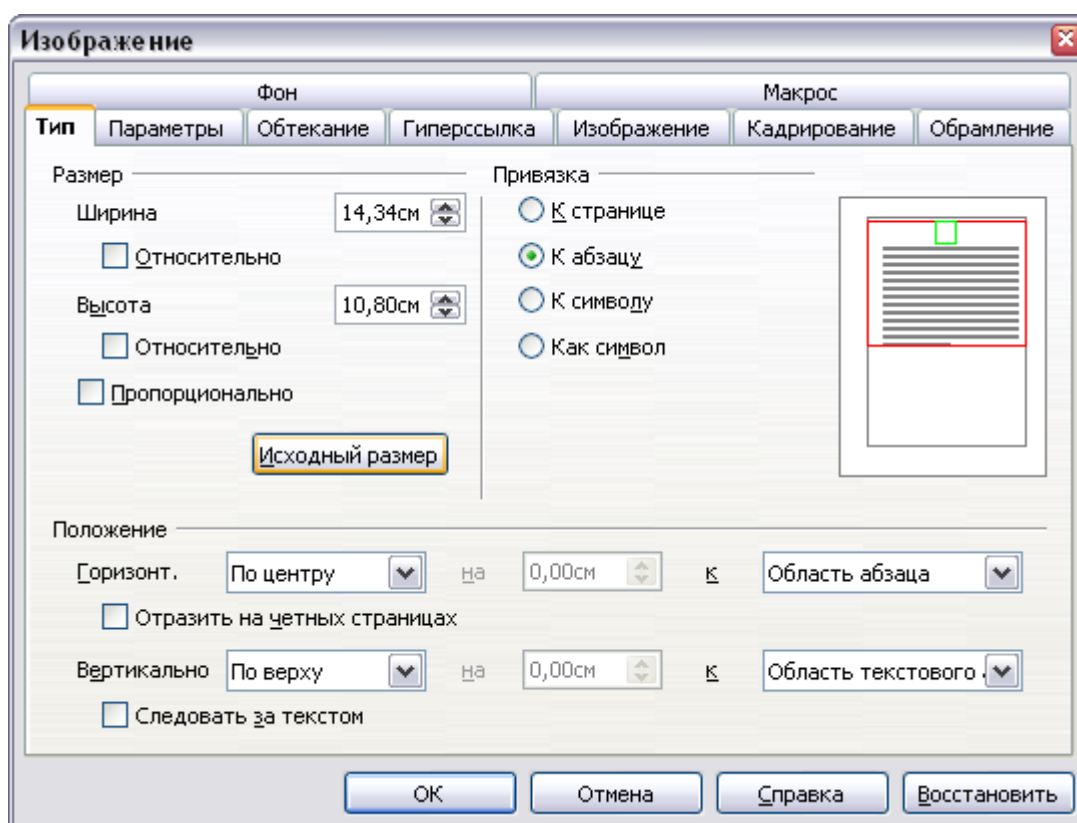 Изображение
Фон Макрос
Тип Параметры Обтекание Гиперссылка Изображение Кадрирование Обрамление
Размер Привязка
Ширина 14,34см К странице
Относительно К абзацу
Высота 10,80см К символу
Относительно Как символ
Пропорционально
Исходный размер
Положение
Горизонт. По центру на 0,00см к Область абзаца
Отразить на четных страницах
Вертикально По верху на 0,00см к Область текстового
Следовать за текстом
ОК Отмена Справка Восстановить